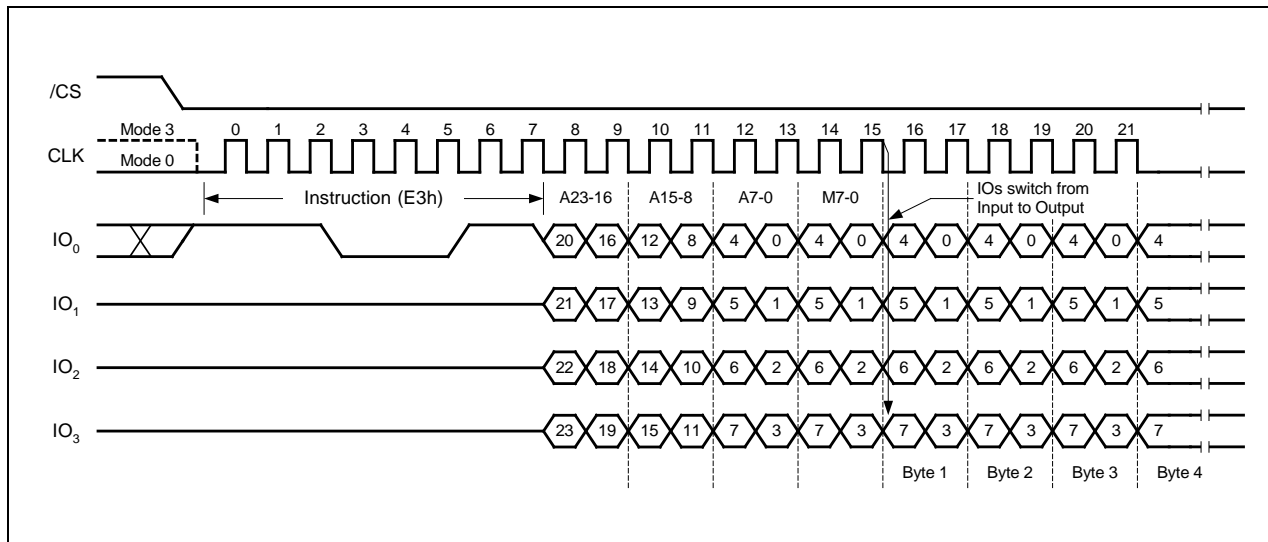 /CS
Mode 3 0 1 2 3 4 5 6 7 8 9 10 11 12 13 14 15 16 17 18 19 20 21
CLK
Mode 0
Instruction (E3h) A23-16 A15-8 A7-0 M7-0 IOs switch from
Input to Output
IO0 20 16 12 8 4 0 4 0 4 0 4 0 4 0 4
IO1 21 17 13 9 5 1 5 1 5 1 5 1 5 1 5
IO2 22 18 14 10 6 2 6 2 6 2 6 2 6 2 6
IO3 23 19 15 11 7 3 7 3 7 3 7 3 7 3 7
Byte 1 Byte 2 Byte 3 Byte 4